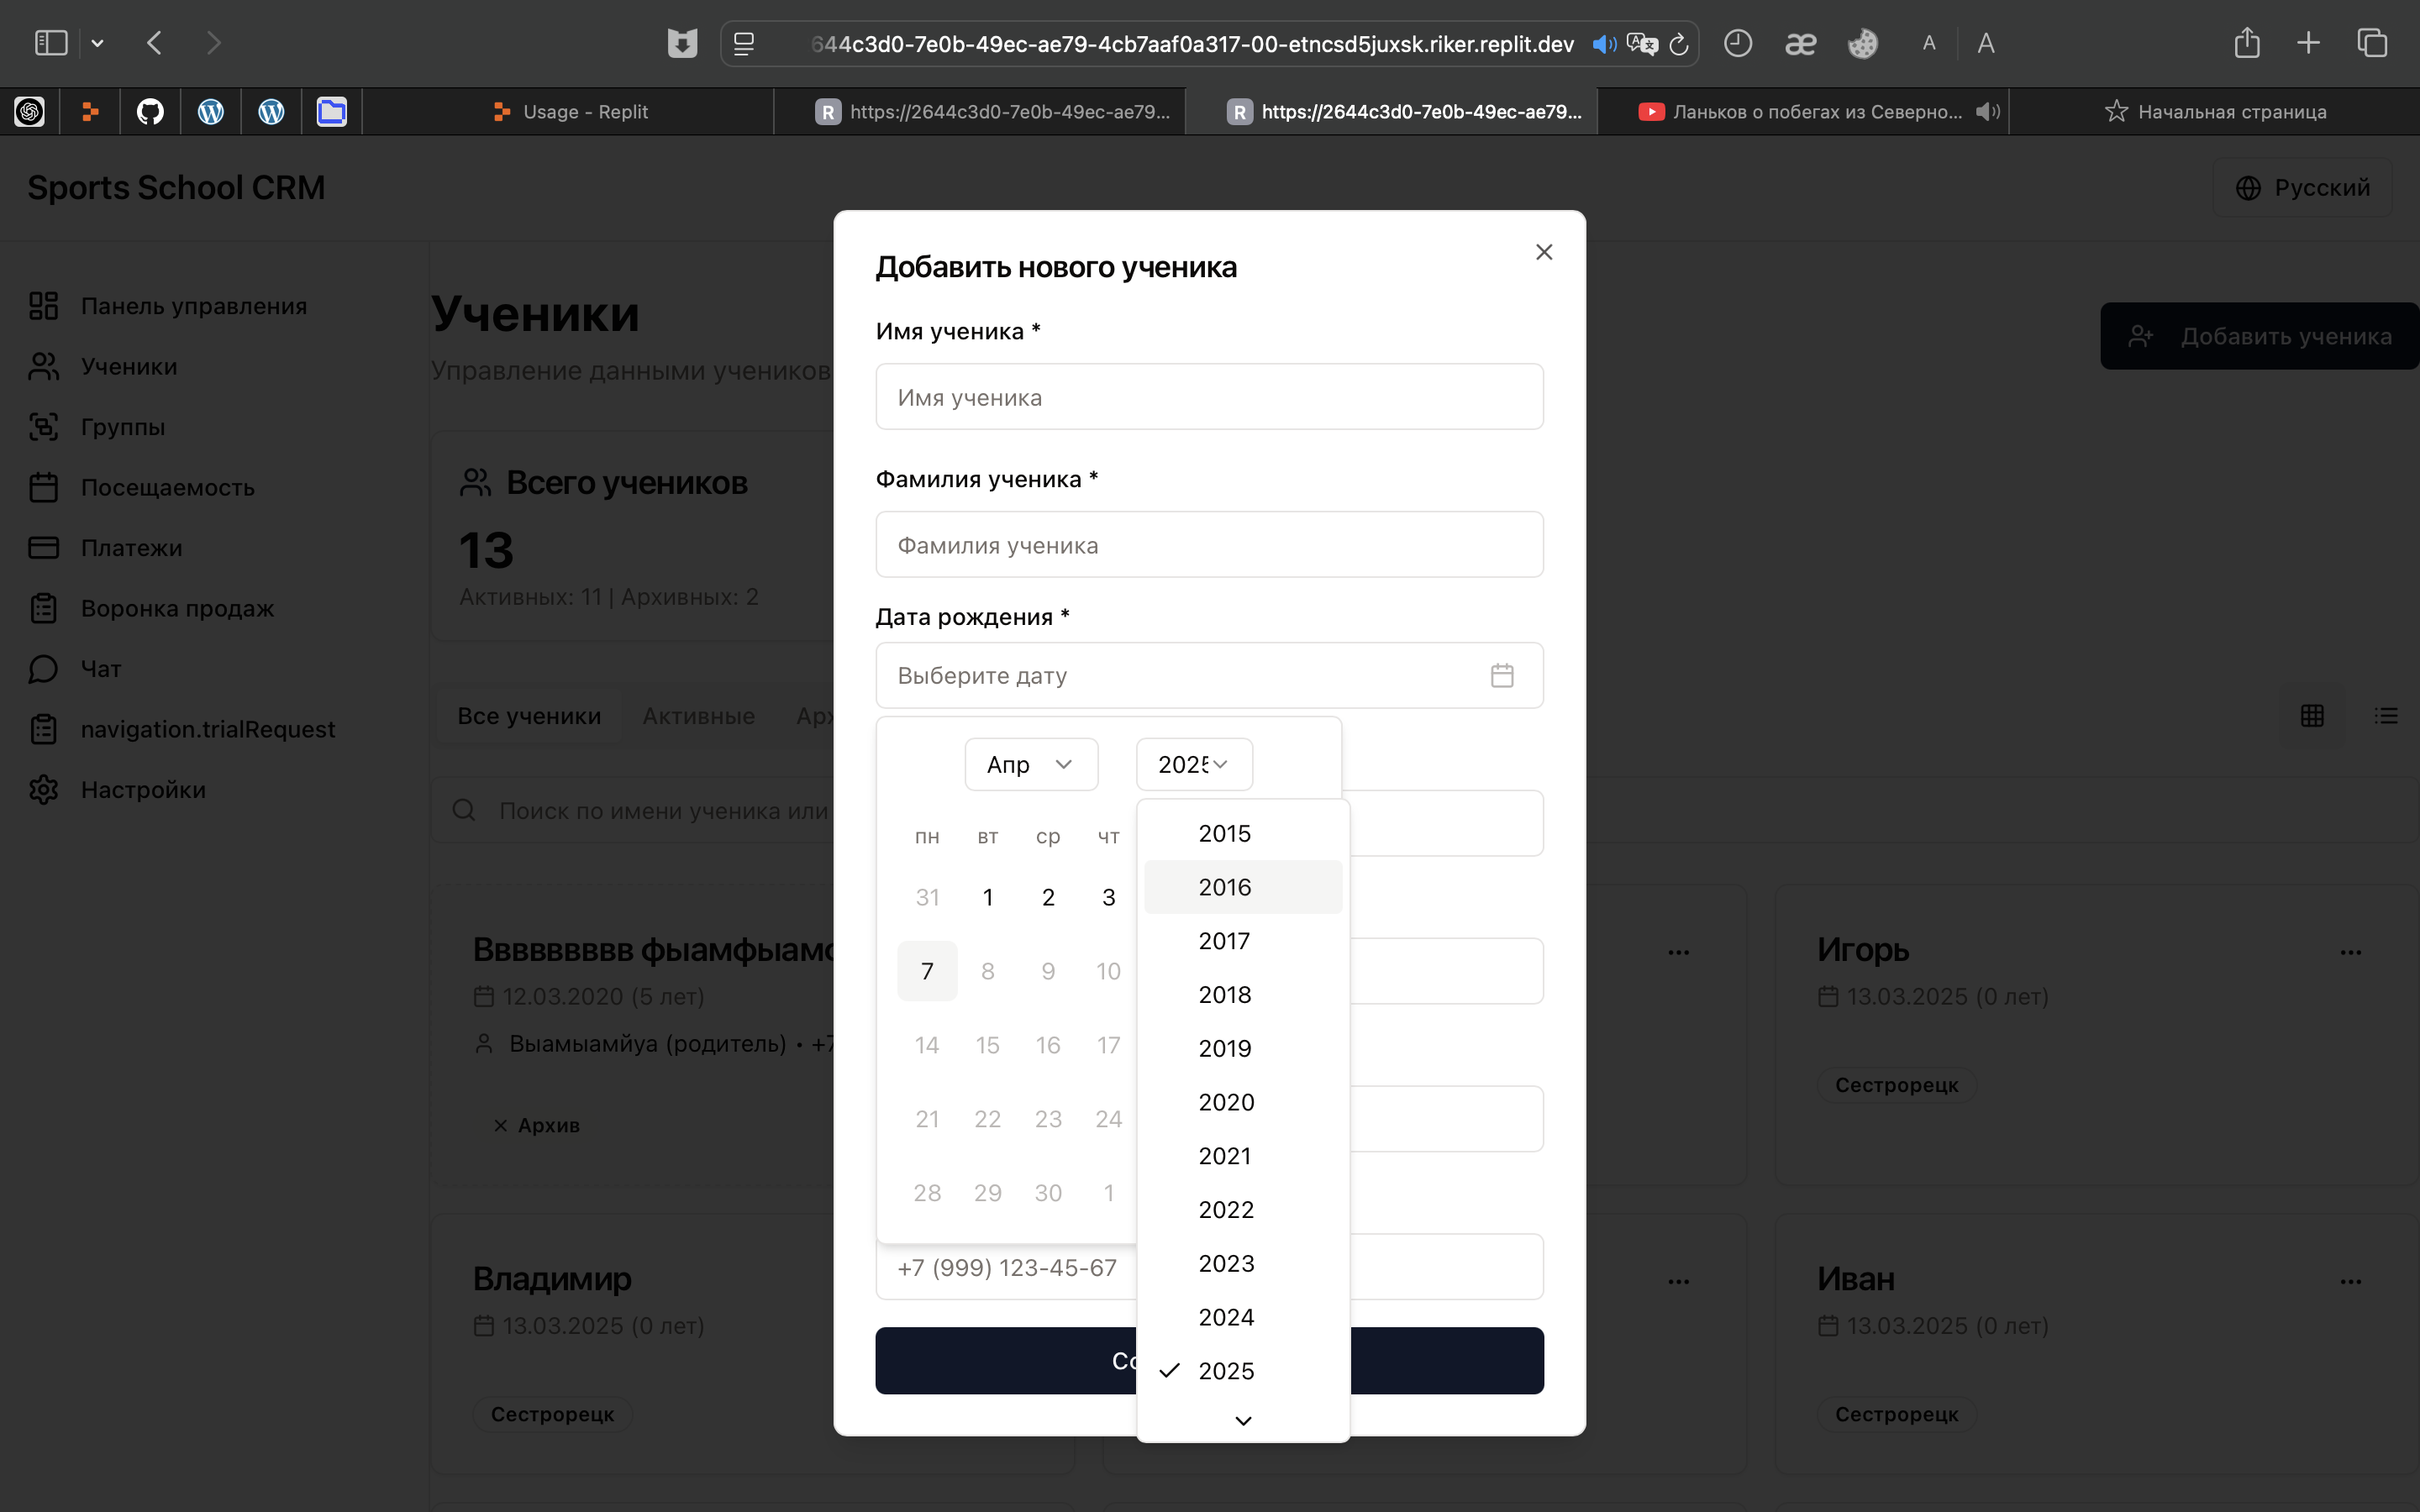 644c3d0-7e0b-49ec-ae79-4cb7aaf0a317-00-etncsd5juxsk.riker.replit.dev
Usage - Replit
https://2644c3d0-7e0b-49ec-ae79...
https://2644c3d0-7e0b-49ec-ae79...
Ланьков о побегах из Северно...
Начальная страница
Sports School CRM
Русский
Панель управления
Ученики
Группы
Посещаемость
Платежи
Воронка продаж
Чат
navigation.trialRequest
Настройки
Ученики
Управление данными учеников
Добавить ученика
Всего учеников
13
Активных: 11 | Архивных: 2
Все ученики
Активные
Поиск по имени ученика или
12.03.2020 (5 лет)
Выамыамйуа (родитель) • +7
Архив
Владимир
13.03.2025 (0 лет)
Сестрорецк
Игорь
13.03.2025 (0 лет)
Сестрорецк
Иван
13.03.2025 (0 лет)
Сестрорецк
Добавить нового ученика
Имя ученика *
Имя ученика
Фамилия ученика *
Фамилия ученика
Дата рождения *
Выберите дату
Апр
2025
пн вт ср чт
31 1 2 3
7 8 9 10
14 15 16 17
21 22 23 24
28 29 30 1
2015
2016
2017
2018
2019
2020
2021
2022
2023
2024
2025
+7 (999) 123-45-67